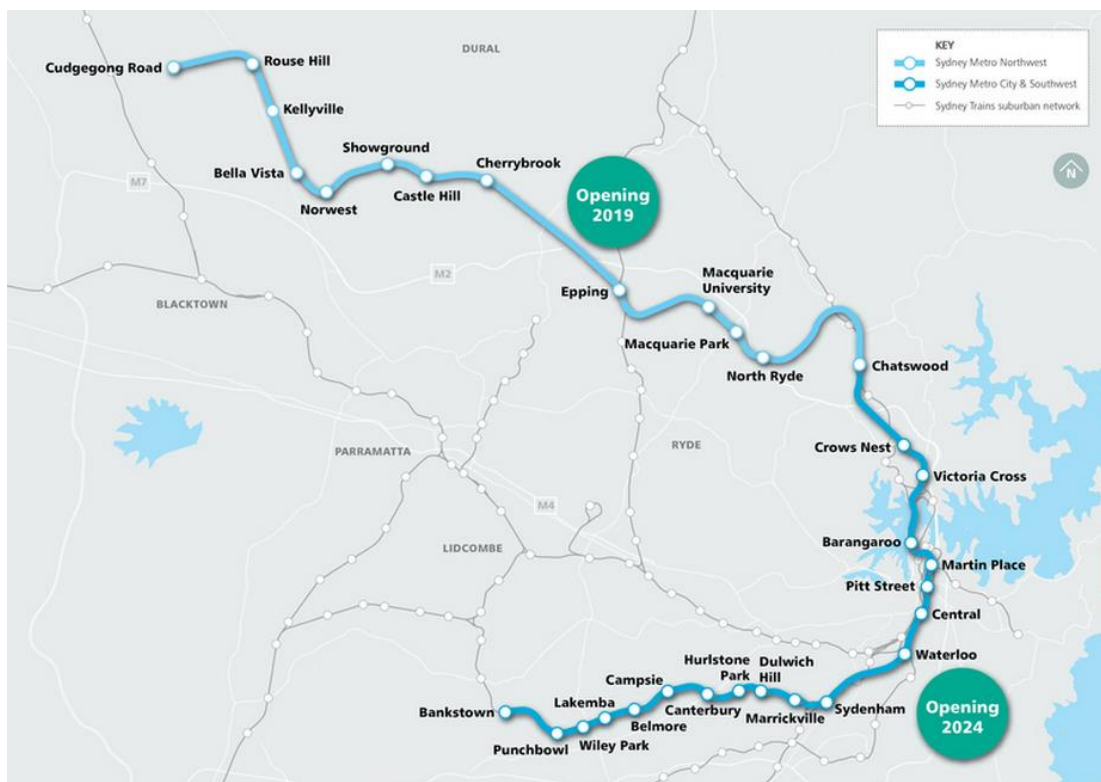 KEY
Sydney Metro Northwest
Sydney Metro City & Southwest
Sydney Trains suburban network
N
DURAL
Cudgegong Road
Rouse Hill
Kellyville
Bella Vista
Norwest
Showground
Castle Hill
Cherrybrook
Opening
2019
M7
M2
BLACKTOWN
Epping
Macquarie
University
Macquarie Park
North Ryde
Chatswood
Crows Nest
Victoria Cross
PARRAMATTA
RYDE
M4
LIDCOMBE
Barangaroo
Martin Place
Pitt Street
Central
Waterloo
Sydenham
Marrickville
Dulwich
Hill
Hurlstone
Park
Canterbury
Campsie
Belmore
Lakemba
Wiley Park
Punchbowl
Bankstown
Opening
2024